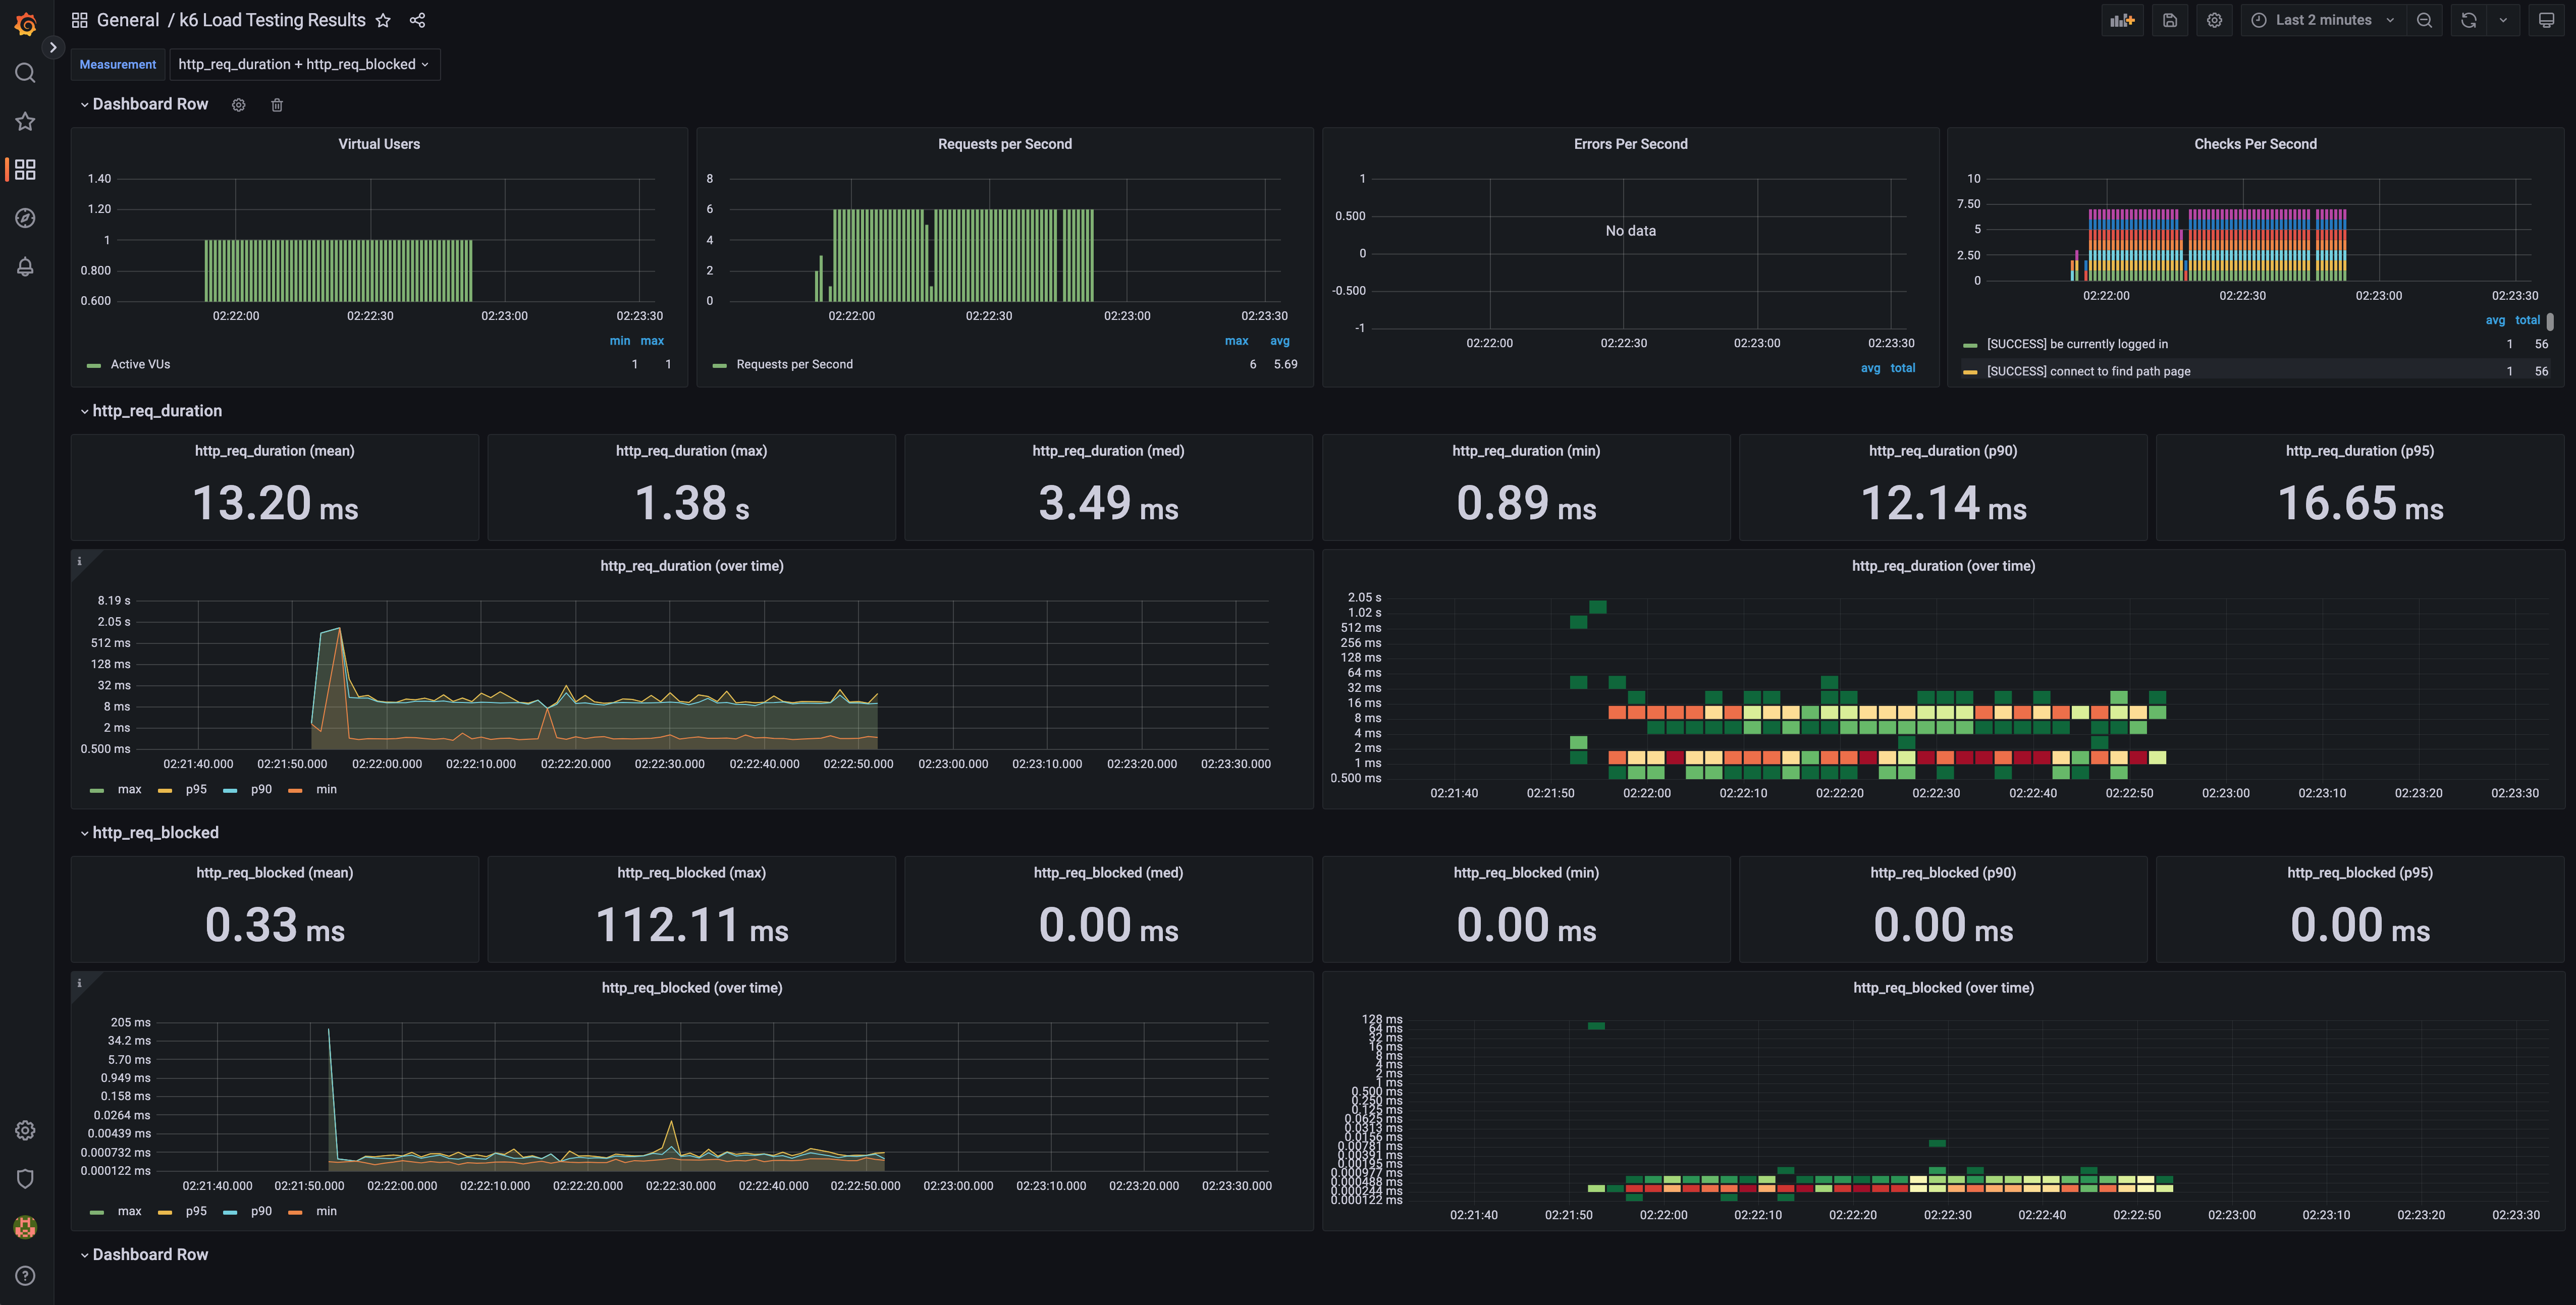 General / k6 Load Testing Results
Last 2 minutes
Measurement http_req_duration + http_req_blocked
Dashboard Row
Virtual Users
1.40
1.20
1
0.800
0.600
02:22:00 02:22:30 02:23:00 02:23:30
min max
Active VUs 1 1
Requests per Second
8
6
4
2
0
02:22:00 02:22:30 02:23:00 02:23:30
max avg
Requests per Second 6 5.69
Errors Per Second
1
0.500
0
-0.500
-1
No data
02:22:00 02:22:30 02:23:00 02:23:30
avg total
Checks Per Second
10
7.50
5
2.50
0
02:22:00 02:22:30 02:23:00 02:23:30
avg total
[SUCCESS] be currently logged in 1 56
[SUCCESS] connect to find path page 1 56
http_req_duration
http_req_duration (mean)
13.20 ms
http_req_duration (max)
1.38 s
http_req_duration (med)
3.49 ms
http_req_duration (min)
0.89 ms
http_req_duration (p90)
12.14 ms
http_req_duration (p95)
16.65 ms
i
http_req_duration (over time)
8.19 s
2.05 s
512 ms
128 ms
32 ms
8 ms
2 ms
0.500 ms
02:21:40.000 02:21:50.000 02:22:00.000 02:22:10.000 02:22:20.000 02:22:30.000 02:22:40.000 02:22:50.000 02:23:00.000 02:23:10.000 02:23:20.000 02:23:30.000
max p95 p90 min
http_req_duration (over time)
2.05 s
1.02 s
512 ms
256 ms
128 ms
64 ms
32 ms
16 ms
8 ms
4 ms
2 ms
1 ms
0.500 ms
02:21:40 02:21:50 02:22:00 02:22:10 02:22:20 02:22:30 02:22:40 02:22:50 02:23:00 02:23:10 02:23:20 02:23:30
http_req_blocked
http_req_blocked (mean)
0.33 ms
http_req_blocked (max)
112.11 ms
http_req_blocked (med)
0.00 ms
http_req_blocked (min)
0.00 ms
http_req_blocked (p90)
0.00 ms
http_req_blocked (p95)
0.00 ms
i
http_req_blocked (over time)
205 ms
34.2 ms
5.70 ms
0.949 ms
0.158 ms
0.0264 ms
0.00439 ms
0.000732 ms
0.000122 ms
02:21:40.000 02:21:50.000 02:22:00.000 02:22:10.000 02:22:20.000 02:22:30.000 02:22:40.000 02:22:50.000 02:23:00.000 02:23:10.000 02:23:20.000 02:23:30.000
max p95 p90 min
http_req_blocked (over time)
128 ms
64 ms
32 ms
16 ms
8 ms
4 ms
2 ms
1 ms
0.500 ms
0.250 ms
0.125 ms
0.0625 ms
0.0313 ms
0.0156 ms
0.00781 ms
0.00391 ms
0.00195 ms
0.000977 ms
0.000488 ms
0.000244 ms
0.000122 ms
02:21:40 02:21:50 02:22:00 02:22:10 02:22:20 02:22:30 02:22:40 02:22:50 02:23:00 02:23:10 02:23:20 02:23:30
Dashboard Row